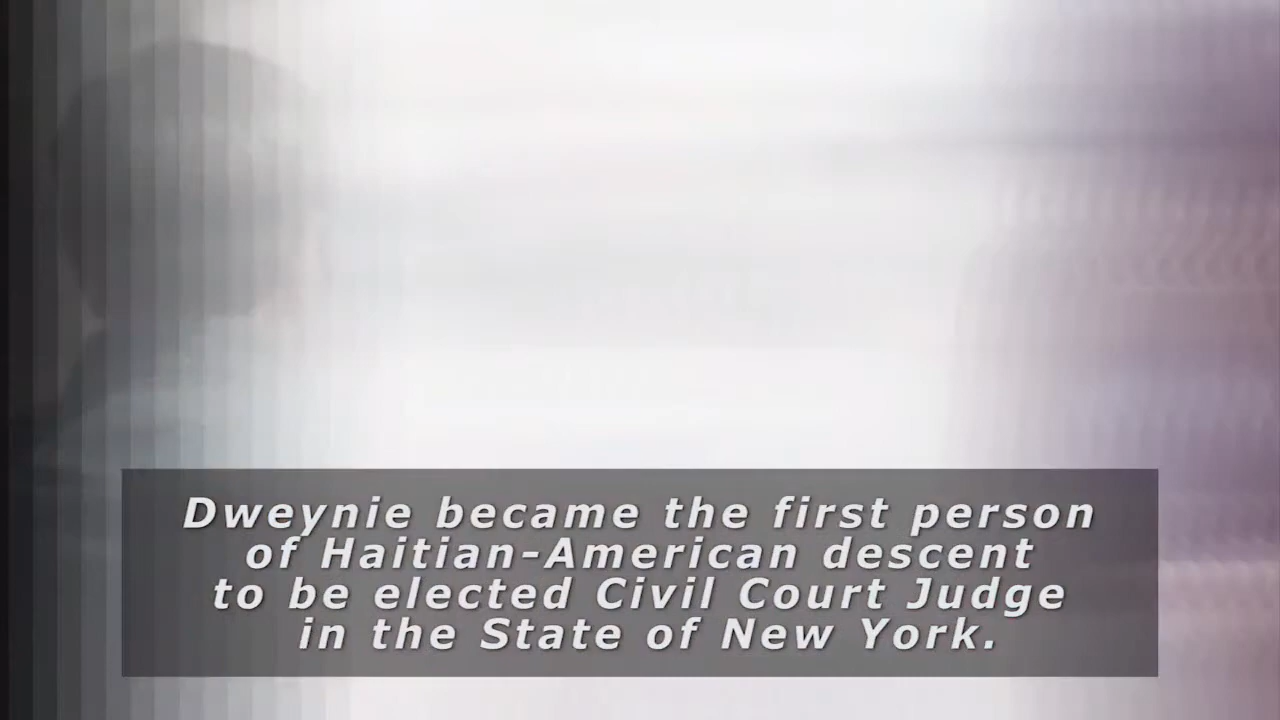 Dweynie became the first person
of Haitian-American descent
to be elected Civil Court Judge
in the State of New York.